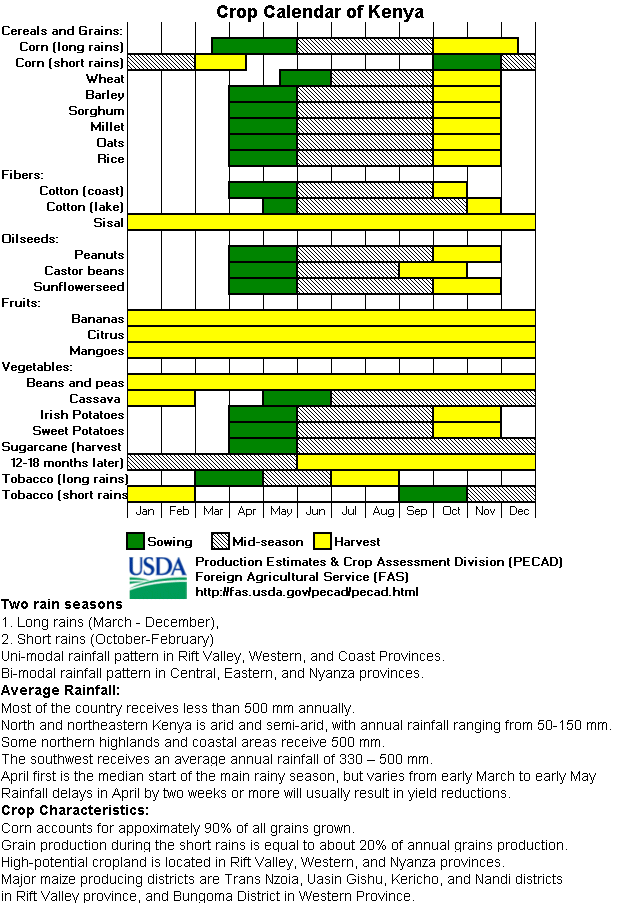 Crop Calendar of Kenya
Cereals and Grains:
Corn (long rains)
Corn (short rains)
Wheat
Barley
Sorghum
Millet
Oats
Rice
Fibers:
Cotton (coast)
Cotton (lake)
Sisal
Oilseeds:
Peanuts
Castor beans
Sunflowerseed
Fruits:
Bananas
Citrus
Mangoes
Vegetables:
Beans and peas
Cassava
Irish Potatoes
Sweet Potatoes
Sugarcane (harvest
12-18 months later)
Tobacco (long rains)
Tobacco (short rains
Jan Feb Mar Apr May Jun Jul Aug Sep Oct Nov Dec
Sowing Mid-season Harvest
USDA
Production Estimates & Crop Assessment Division (PECAD)
Foreign Agricultural Service (FAS)
http://fas.usda.gov/pecad/pecad.html
Two rain seasons
1. Long rains (March - December),
2. Short rains (October-February)
Uni-modal rainfall pattern in Rift Valley, Western, and Coast Provinces.
Bi-modal rainfall pattern in Central, Eastern, and Nyanza provinces.
Average Rainfall:
Most of the country receives less than 500 mm annually.
North and northeastern Kenya is arid and semi-arid, with annual rainfall ranging from 50-150 mm.
Some northern highlands and coastal areas receive 500 mm.
The southwest receives an average annual rainfall of 330 – 500 mm.
April first is the median start of the main rainy season, but varies from early March to early May
Rainfall delays in April by two weeks or more will usually result in yield reductions.
Crop Characteristics:
Corn accounts for appoximately 90% of all grains grown.
Grain production during the short rains is equal to about 20% of annual grains production.
High-potential cropland is located in Rift Valley, Western, and Nyanza provinces.
Major maize producing districts are Trans Nzoia, Uasin Gishu, Kericho, and Nandi districts
in Rift Valley province, and Bungoma District in Western Province.